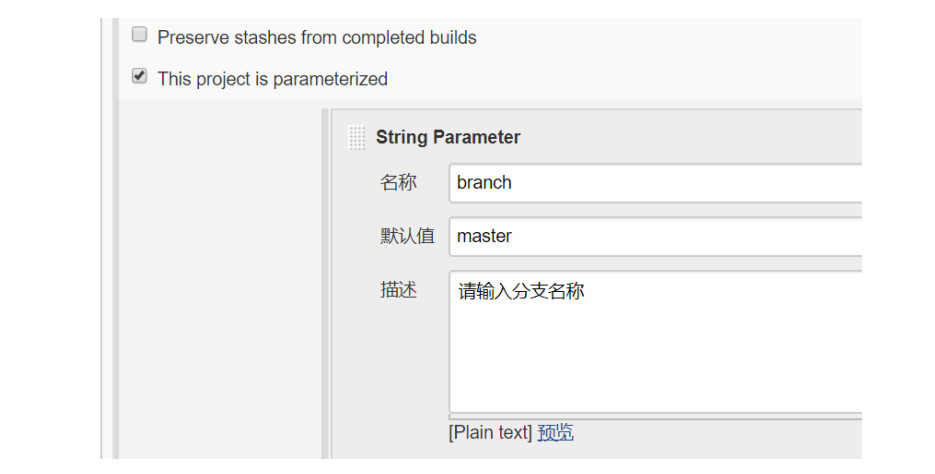 Preserve stashes from completed builds
This project is parameterized
String Parameter
名称 branch
默认值 master
描述 请输入分支名称
[Plain text] 预览